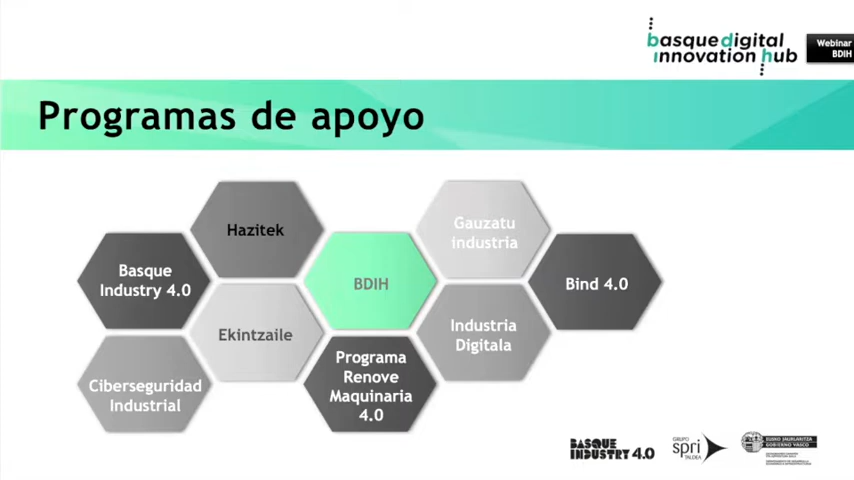 basquedigital
innovation hub
Webinar
BDIH
Programas de apoyo
Hazitek
Gauzatu
industria
Basque
Industry 4.0
BDIH
Bind 4.0
Ekintzaile
Industria
Digitala
Ciberseguridad
Industrial
Programa
Renove
Maquinaria
4.0
BASQUE
INDUSTRY 4.0
GRUPO
spri
TALDEA
EUSKO JAURLARITZA
GOBIERNO VASCO